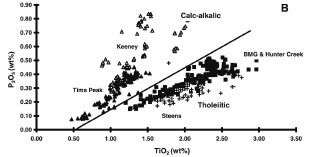 B
0.90
0.80
0.70
0.60
0.50
0.40
0.30
0.20
0.10
0.00
P₂O₅ (wt%)
Calc-alkalic
Keeney
BMG & Hunter Creek
Time Peak
Tholeiitic
Steens
0.00
0.50
1.00
1.50
2.00
2.50
3.00
3.50
TiO₂ (wt%)